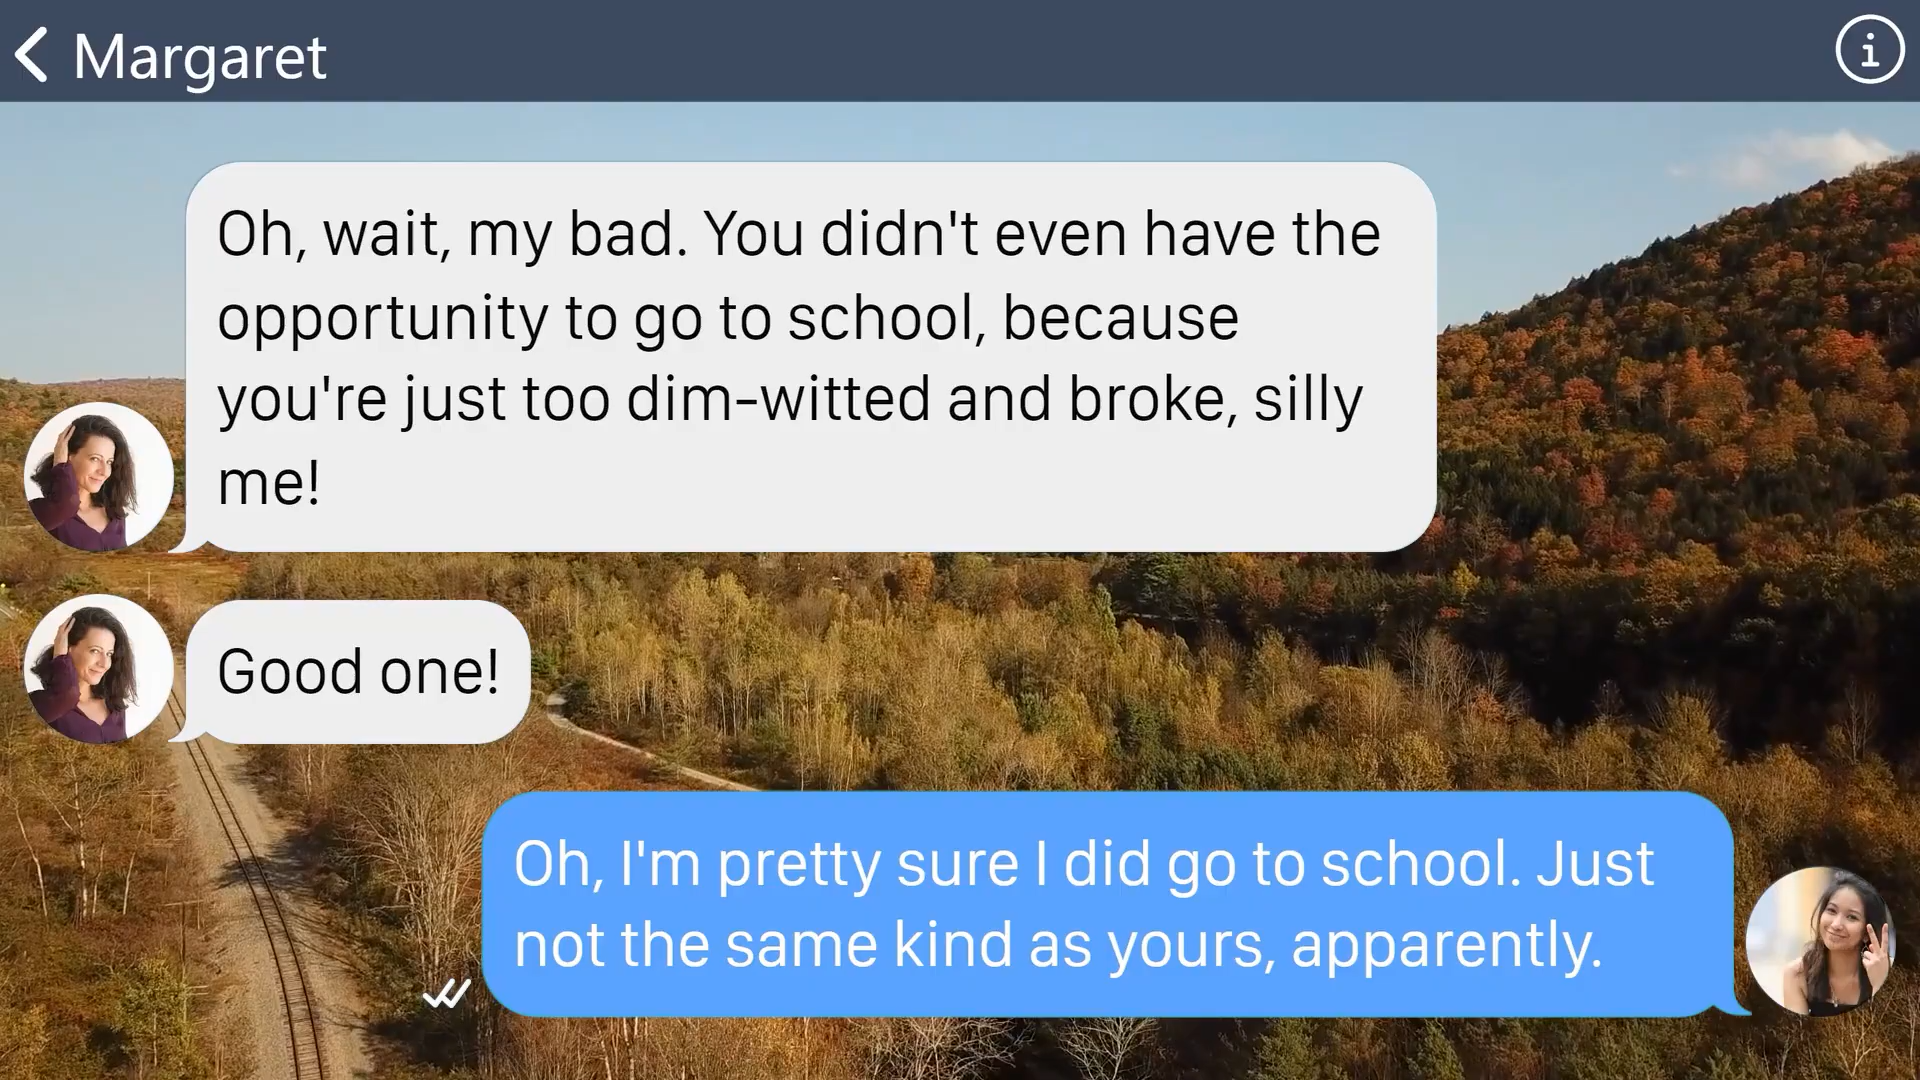 Margaret
Oh, wait, my bad. You didn't even have the
opportunity to go to school, because
you're just too dim-witted and broke, silly
me!
Good one!
Oh, I'm pretty sure I did go to school. Just
not the same kind as yours, apparently.